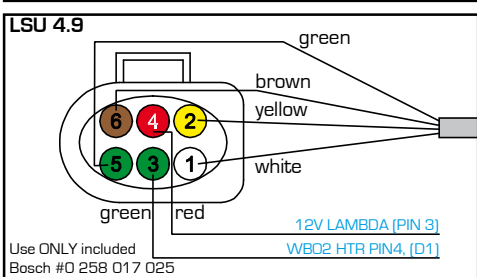 LSU 4.9
green
brown
yellow
6 4 2
5 3 1
white
green red
12V LAMBDA (PIN 3)
WBO2 HTR PIN4, (D1)
Use ONLY included
Bosch #0 258 017 025